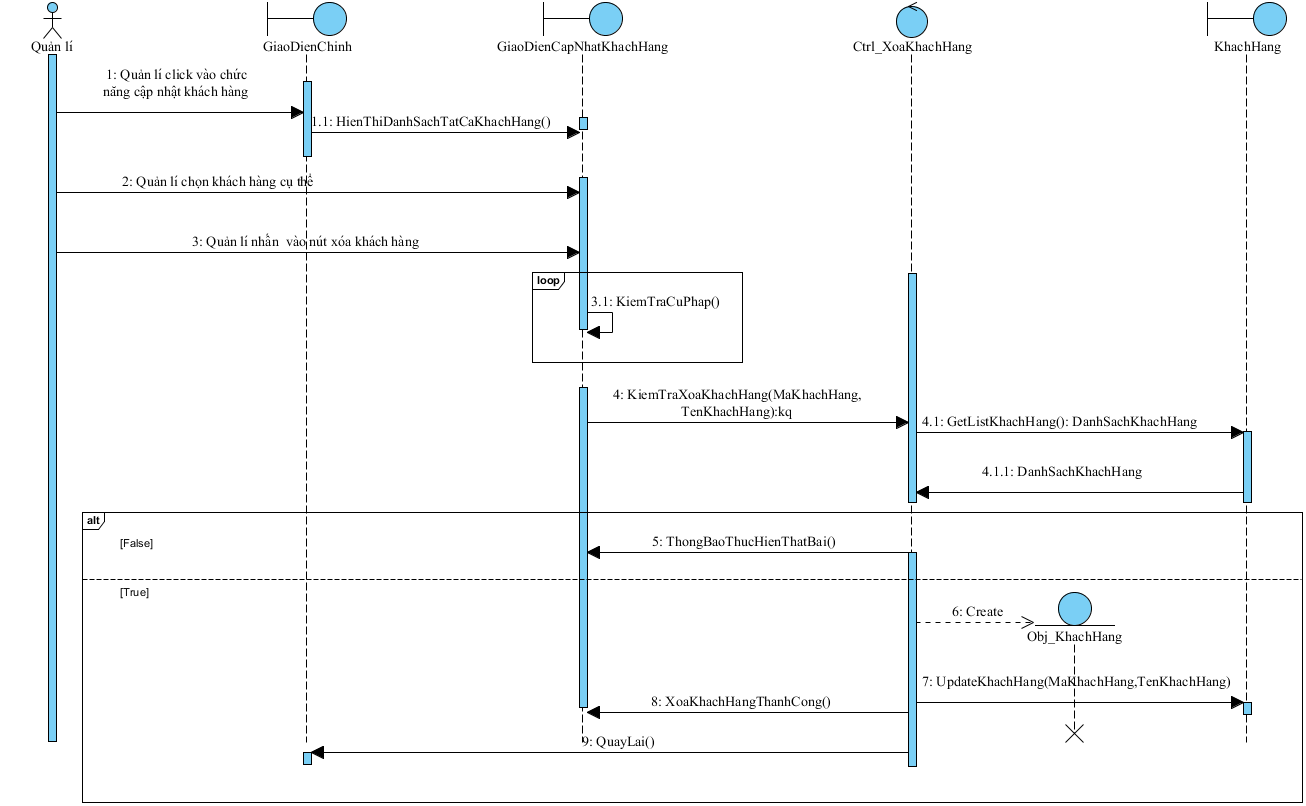 Quản lí
GiaoDienChinh
GiaoDienCapNhatKhachHang
Ctrl_XoaKhachHang
KhachHang
1: Quản lí click vào chức
năng cập nhật khách hàng
1.1: HienThiDanhSachTatCaKhachHang()
2: Quản lí chọn khách hàng cụ thể
3: Quản lí nhấn  vào nút xóa khách hàng
loop
3.1: KiemTraCuPhap()
4: KiemTraXoaKhachHang(MaKhachHang,
TenKhachHang):kq
4.1: GetListKhachHang(): DanhSachKhachHang
4.1.1: DanhSachKhachHang
alt
[False]
5: ThongBaoThucHienThatBai()
[True]
6: Create
Obj_KhachHang
7: UpdateKhachHang(MaKhachHang,TenKhachHang)
8: XoaKhachHangThanhCong()
9: QuayLai()